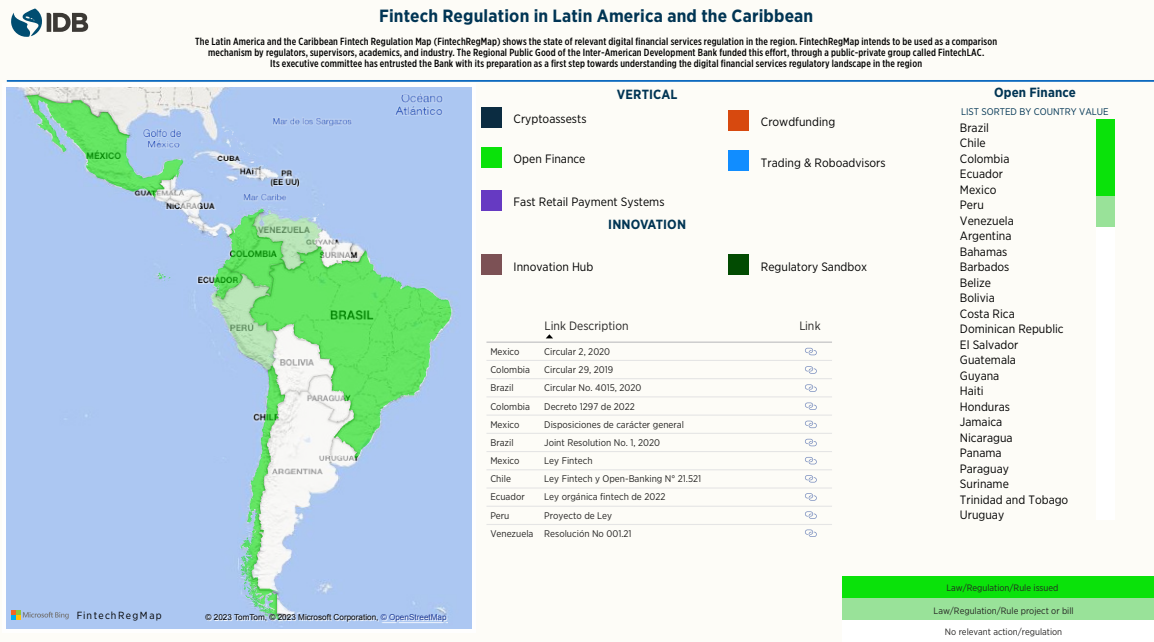 IDB
Fintech Regulation in Latin America and the Caribbean
The Latin America and the Caribbean Fintech Regulation Map (FintechRegMap) shows the state of relevant digital financial services regulation in the region. FintechRegMap intends to be used as a comparison
mechanism by regulators, supervisors, academics, and industry. The Regional Public Good of the Inter-American Development Bank funded this effort, through a public-private group called FintechLAC.
Its executive committee has entrusted the Bank with its preparation as a first step towards understanding the digital financial services regulatory landscape in the region
Océano
Atlántico
Mar de los Sargazos
Golfo de
México
MÉXICO
CUBA
HAITÍ
PR
(EE UU)
GUATEMALA
Mar Caribe
NICARAGUA
VENEZUELA
GUYANA
SURINAM
COLOMBIA
ECUADOR
BRASIL
PERÚ
BOLIVIA
PARAGUAY
CHILE
URUGUAY
ARGENTINA
Microsoft Bing
FintechRegMap
© 2023 TomTom, © 2023 Microsoft Corporation, © OpenStreetMap
VERTICAL
Cryptoassests
Crowdfunding
Open Finance
Trading & Roboadvisors
Fast Retail Payment Systems
INNOVATION
Innovation Hub
Regulatory Sandbox
Link Description Link
Mexico Circular 2, 2020
Colombia Circular 29, 2019
Brazil Circular No. 4015, 2020
Colombia Decreto 1297 de 2022
Mexico Disposiciones de carácter general
Brazil Joint Resolution No. 1, 2020
Mexico Ley Fintech
Chile Ley Fintech y Open-Banking N° 21.521
Ecuador Ley orgánica fintech de 2022
Peru Proyecto de Ley
Venezuela Resolución No 001.21
Open Finance
LIST SORTED BY COUNTRY VALUE
Brazil
Chile
Colombia
Ecuador
Mexico
Peru
Venezuela
Argentina
Bahamas
Barbados
Belize
Bolivia
Costa Rica
Dominican Republic
El Salvador
Guatemala
Guyana
Haiti
Honduras
Jamaica
Nicaragua
Panama
Paraguay
Suriname
Trinidad and Tobago
Uruguay
Law/Regulation/Rule issued
Law/Regulation/Rule project or bill
No relevant action/regulation